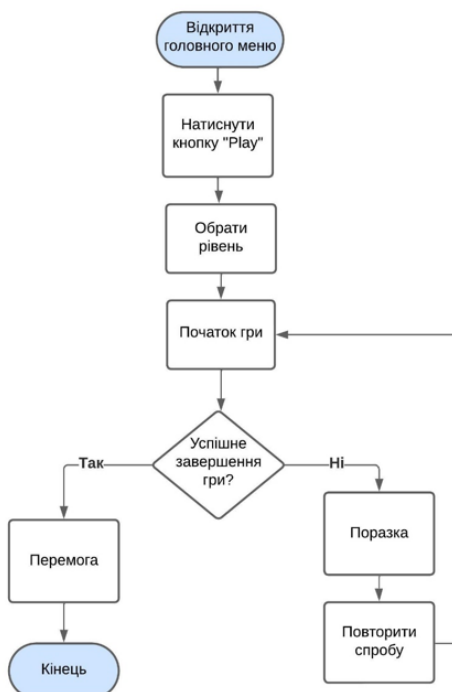 Відкриття
головного меню
Натиснути
кнопку "Play"
Обрати
рівень
Початок гри
Успішне
завершення
гри?
Так
Ні
Перемога
Поразка
Повторити
спробу
Кінець